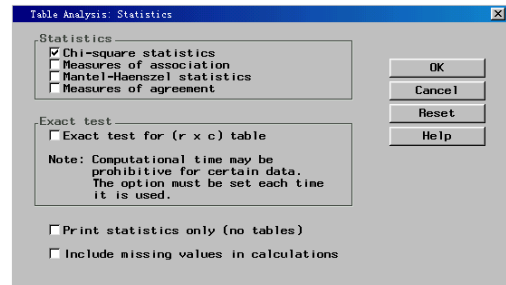 Table Analysis: Statistics
Statistics
Chi-square statistics
Measures of association
Mantel-Haenszel statistics
Measures of agreement
OK
Cancel
Reset
Help
Exact test
Exact test for (r x c) table
Note: Computational time may be
prohibitive for certain data.
The option must be set each time
it is used.
Print statistics only (no tables)
Include missing values in calculations